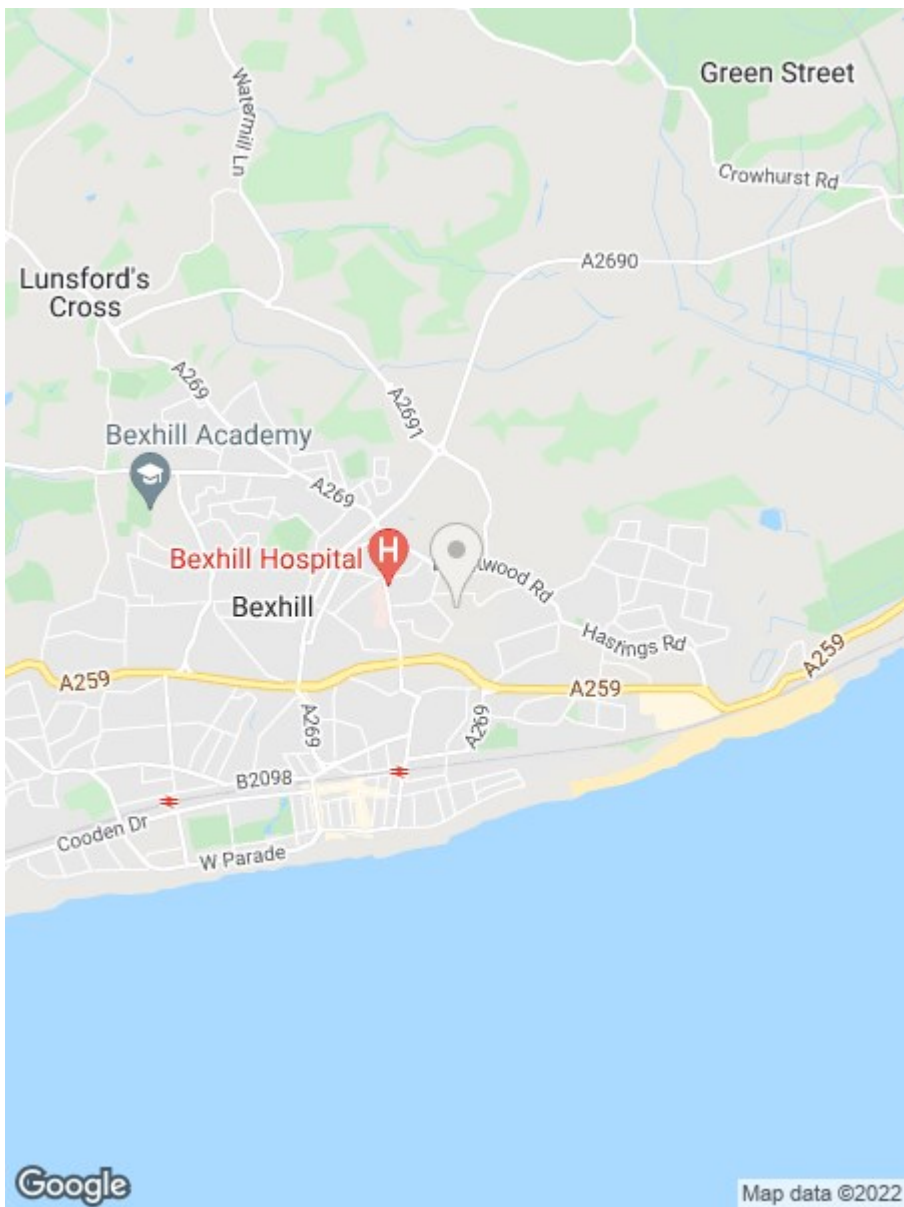 Green Street
Watermill Ln
Crowhurst Rd
A2690
Lunsford's
Cross
A269
A2691
Bexhill Academy
A269
Bexhill Hospital
H
Rd
Bexhill
Hastings Rd
A259
A259
A259
A269
A269
B2098
Cooden Dr
W Parade
Google
Map data ©2022